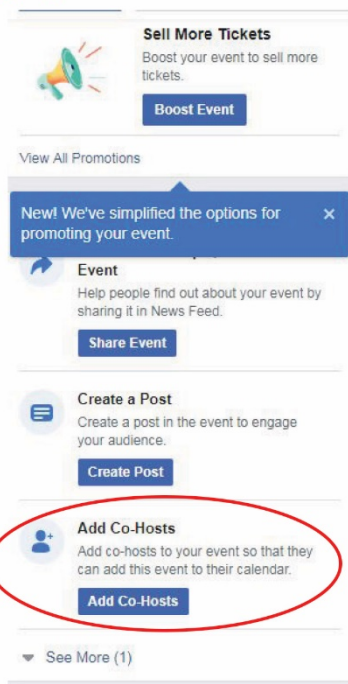 Sell More Tickets
Boost your event to sell more
tickets.
Boost Event
View All Promotions
New! We've simplified the options for
promoting your event.
Event
Help people find out about your event by
sharing it in News Feed.
Share Event
Create a Post
Create a post in the event to engage
your audience.
Create Post
Add Co-Hosts
Add co-hosts to your event so that they
can add this event to their calendar.
Add Co-Hosts
See More (1)